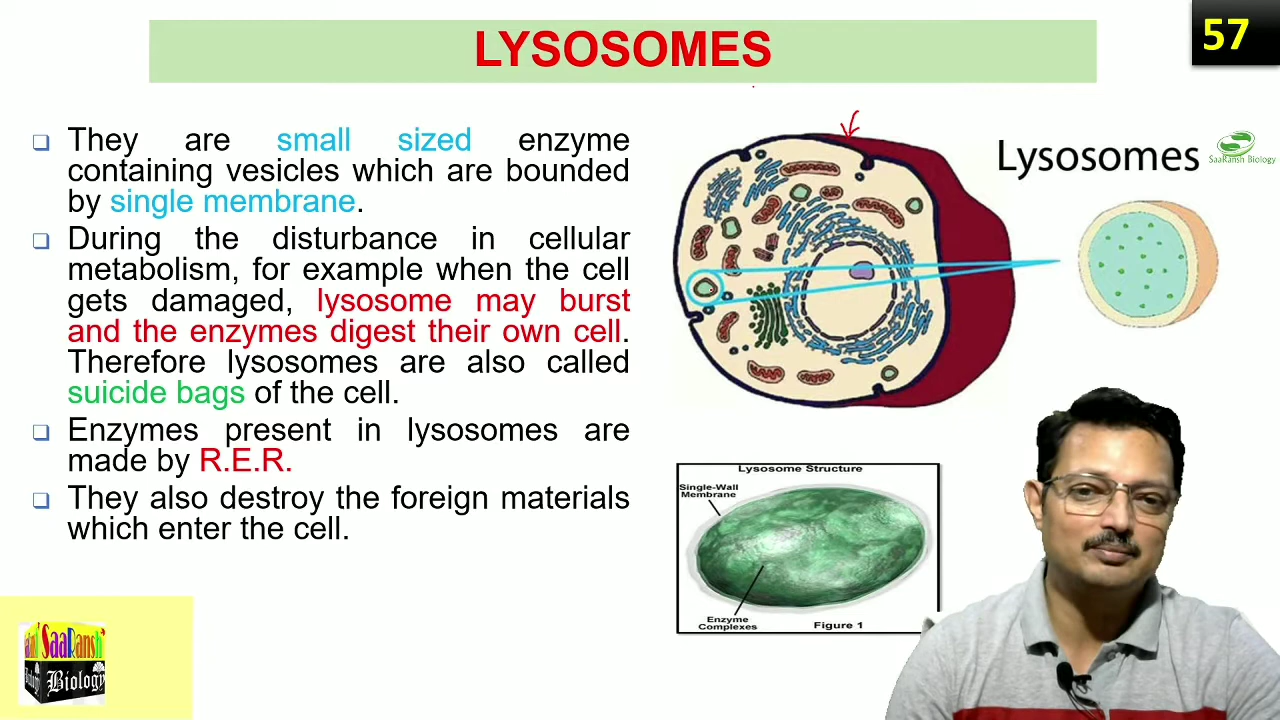 LYSOSOMES
57
They are small sized enzyme
containing vesicles which are bounded
by single membrane.
During the disturbance in cellular
metabolism, for example when the cell
gets damaged, lysosome may burst
and the enzymes digest their own cell.
Therefore lysosomes are also called
suicide bags of the cell.
Enzymes present in lysosomes are
made by R.E.R.
They also destroy the foreign materials
which enter the cell.
Lysosomes
SaaRansh Biology
Lysosome Structure
Single-Wall
Membrane
Enzyme
Complexes
Figure 1
SaaRansh
Biology